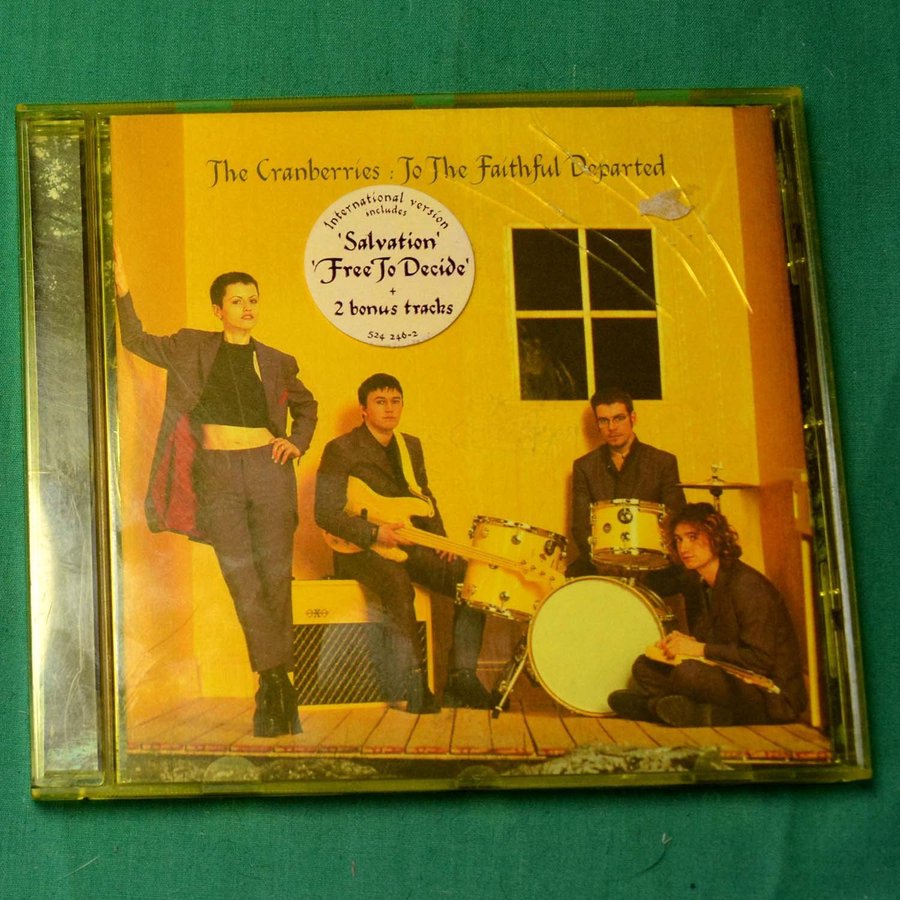 The Cranberries : To The Faithful Departed
International version
includes
'Salvation'
'Free To Decide'
+
2 bonus tracks
524 246-2
OXO